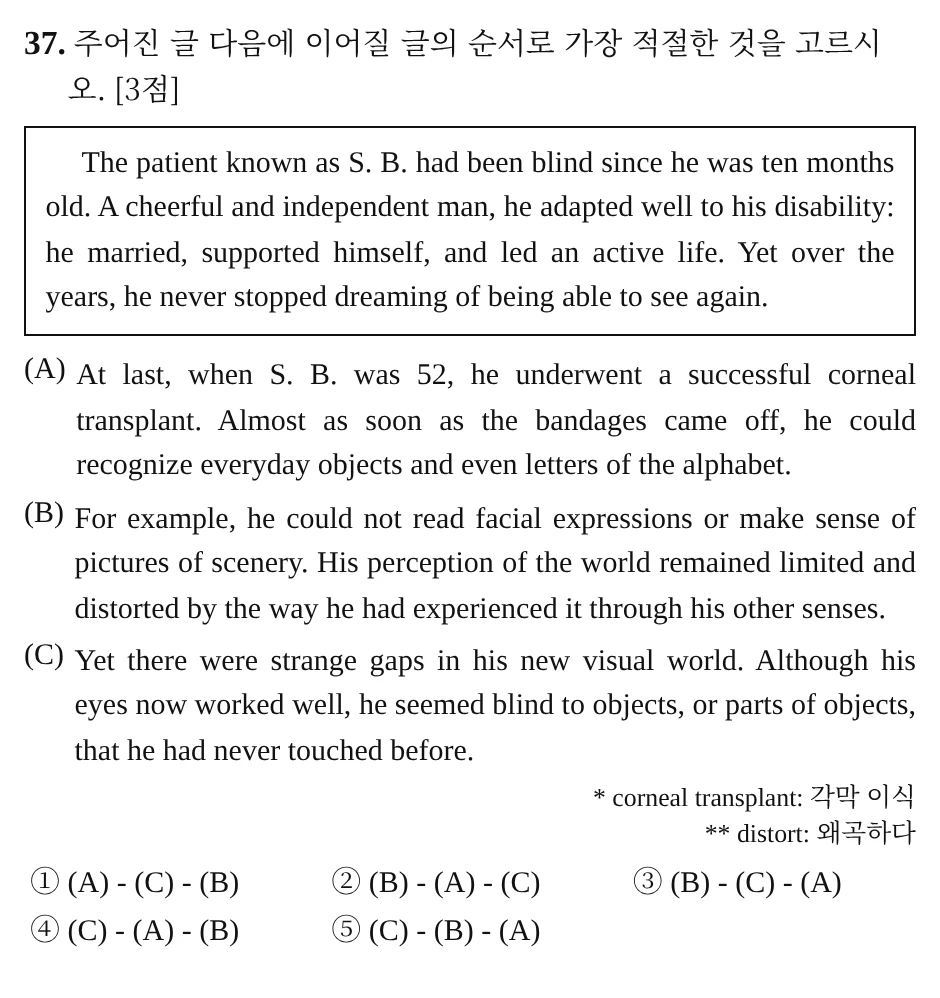 37. 주어진 글 다음에 이어질 글의 순서로 가장 적절한 것을 고르시
오. [3점]
The patient known as S. B. had been blind since he was ten months
old. A cheerful and independent man, he adapted well to his disability:
he married, supported himself, and led an active life. Yet over the
years, he never stopped dreaming of being able to see again.
(A) At last, when S. B. was 52, he underwent a successful corneal
transplant. Almost as soon as the bandages came off, he could
recognize everyday objects and even letters of the alphabet.
(B) For example, he could not read facial expressions or make sense of
pictures of scenery. His perception of the world remained limited and
distorted by the way he had experienced it through his other senses.
(C) Yet there were strange gaps in his new visual world. Although his
eyes now worked well, he seemed blind to objects, or parts of objects,
that he had never touched before.
* corneal transplant: 각막 이식
** distort: 왜곡하다
① (A) - (C) - (B) ② (B) - (A) - (C) ③ (B) - (C) - (A)
④ (C) - (A) - (B) ⑤ (C) - (B) - (A)